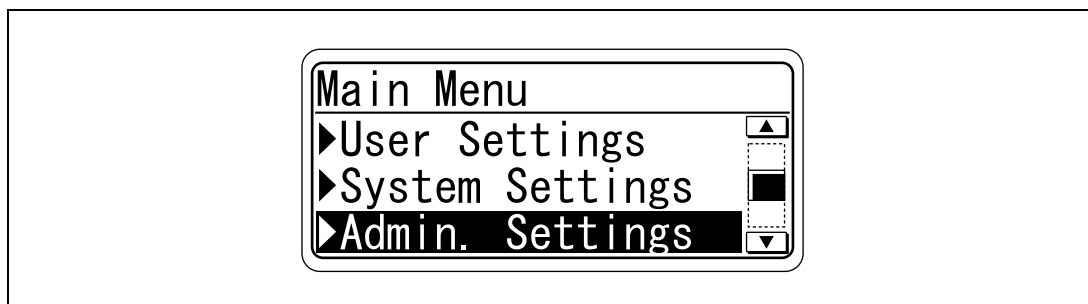 Main Menu
▶User Settings
▶System Settings
▶Admin. Settings